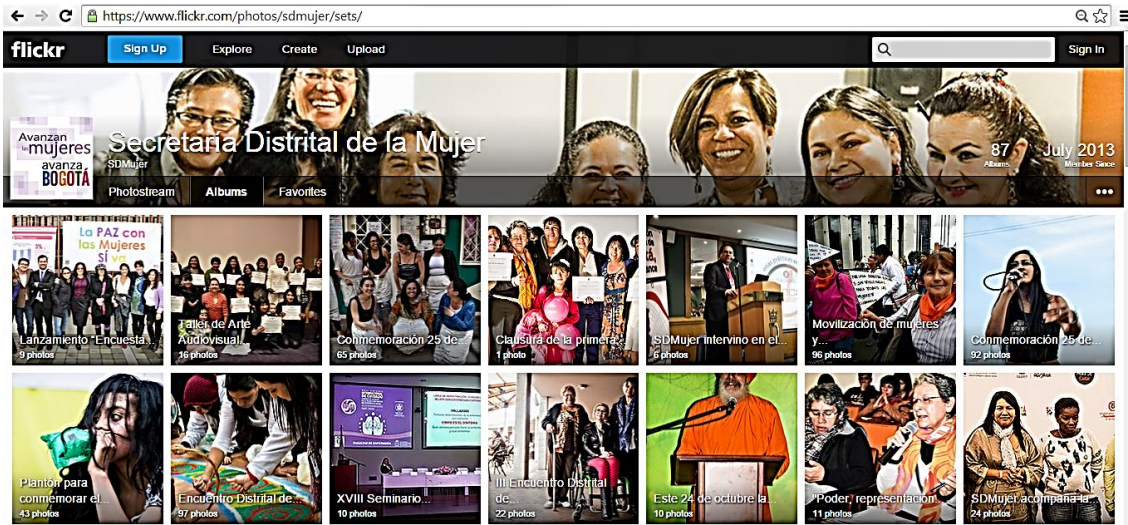 https://www.flickr.com/photos/sdmujer/sets/
flickr Sign Up Explore Create Upload Sign In
Avanzan
las mujeres
avanza
BOGOTÁ
Secretaría Distrital de la Mujer
SDMujer
87 Albums
July 2013 Member Since
Photostream Albums Favorites
La PAZ con
las Mujeres
SÍ va
Lanzamiento "Encuesta...
9 photos
Taller de Arte
Audiovisual...
16 photos
Conmemoración 25 de...
65 photos
Clausura de la primera...
1 photo
SDMujer intervino en el...
6 photos
Movilización de mujeres
y...
96 photos
Conmemoración 25 de...
92 photos
Plantón para
conmemorar el...
43 photos
Encuentro Distrital de...
97 photos
XVIII Seminario...
10 photos
III Encuentro Distrital
de...
22 photos
Este 24 de octubre la...
10 photos
"Poder, representación
11 photos
SDMujer acompaña la...
24 photos